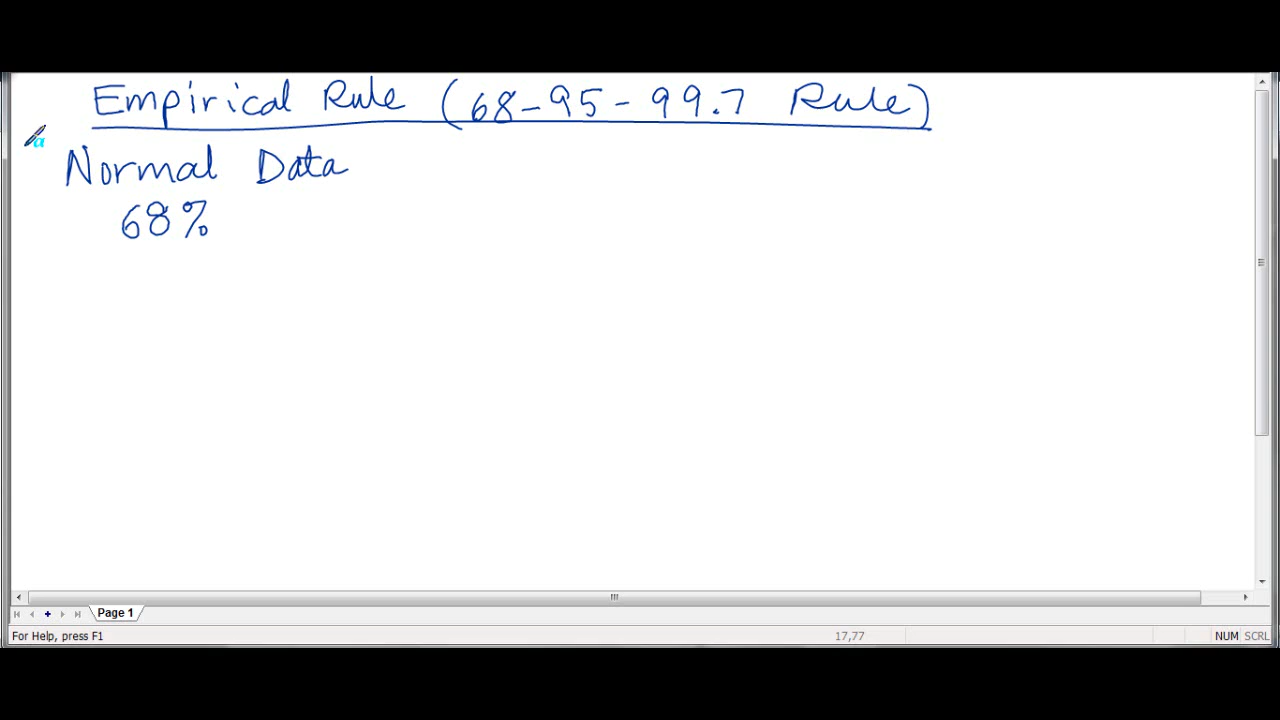 Empirical Rule (68-95-99.7 Rule)
a
Normal Data
68%
Page 1
For Help, press F1
17,77
NUM
SCRL